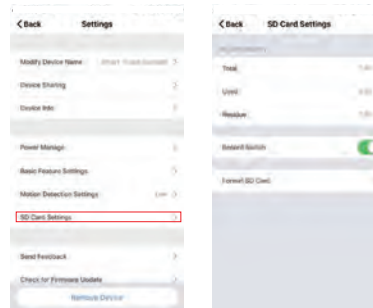 Back Settings
Modify Device Name
Device Sharing
Device Info
Power Manage
Basic Feature Settings
Motion Detection Settings Low
SD Card Settings
Send Feedback
Check for Firmware Update
Remove Device
Back SD Card Settings
Total
Used
Residue
Record Switch
Format SD Card